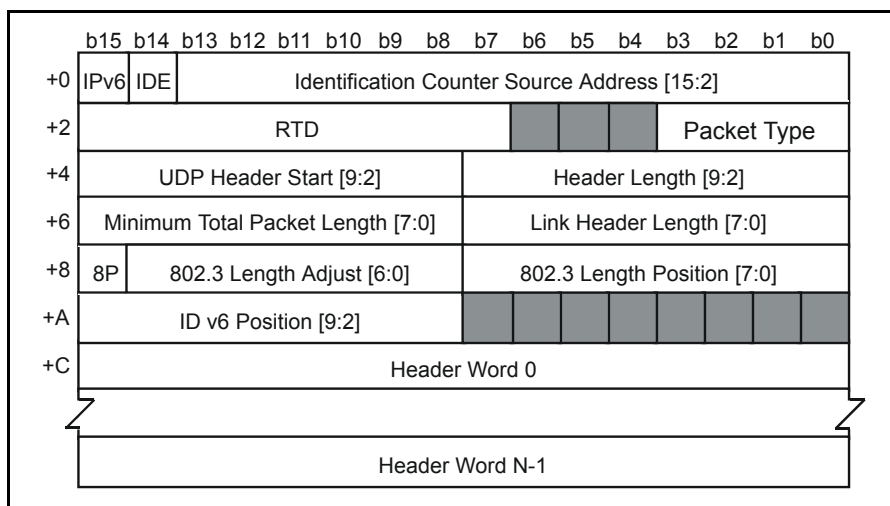 b15 b14 b13 b12 b11 b10 b9 b8 b7 b6 b5 b4 b3 b2 b1 b0
+0 IPv6 IDE Identification Counter Source Address [15:2]
+2 RTD Packet Type
+4 UDP Header Start [9:2] Header Length [9:2]
+6 Minimum Total Packet Length [7:0] Link Header Length [7:0]
+8 8P 802.3 Length Adjust [6:0] 802.3 Length Position [7:0]
+A ID v6 Position [9:2]
+C Header Word 0
Header Word N-1